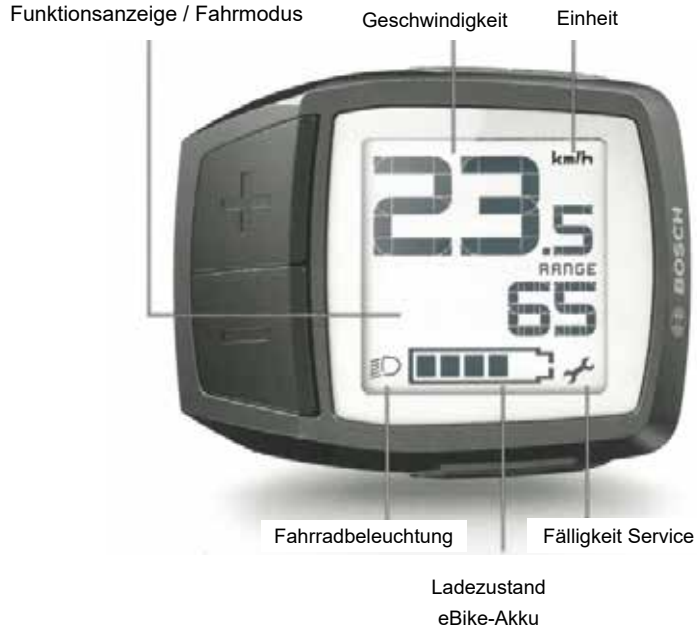 Funktionsanzeige / Fahrmodus
Geschwindigkeit
Einheit
km/h
23.5
RANGE
65
BOSCH
Fahrradbeleuchtung
Fälligkeit Service
Ladezustand
eBike-Akku